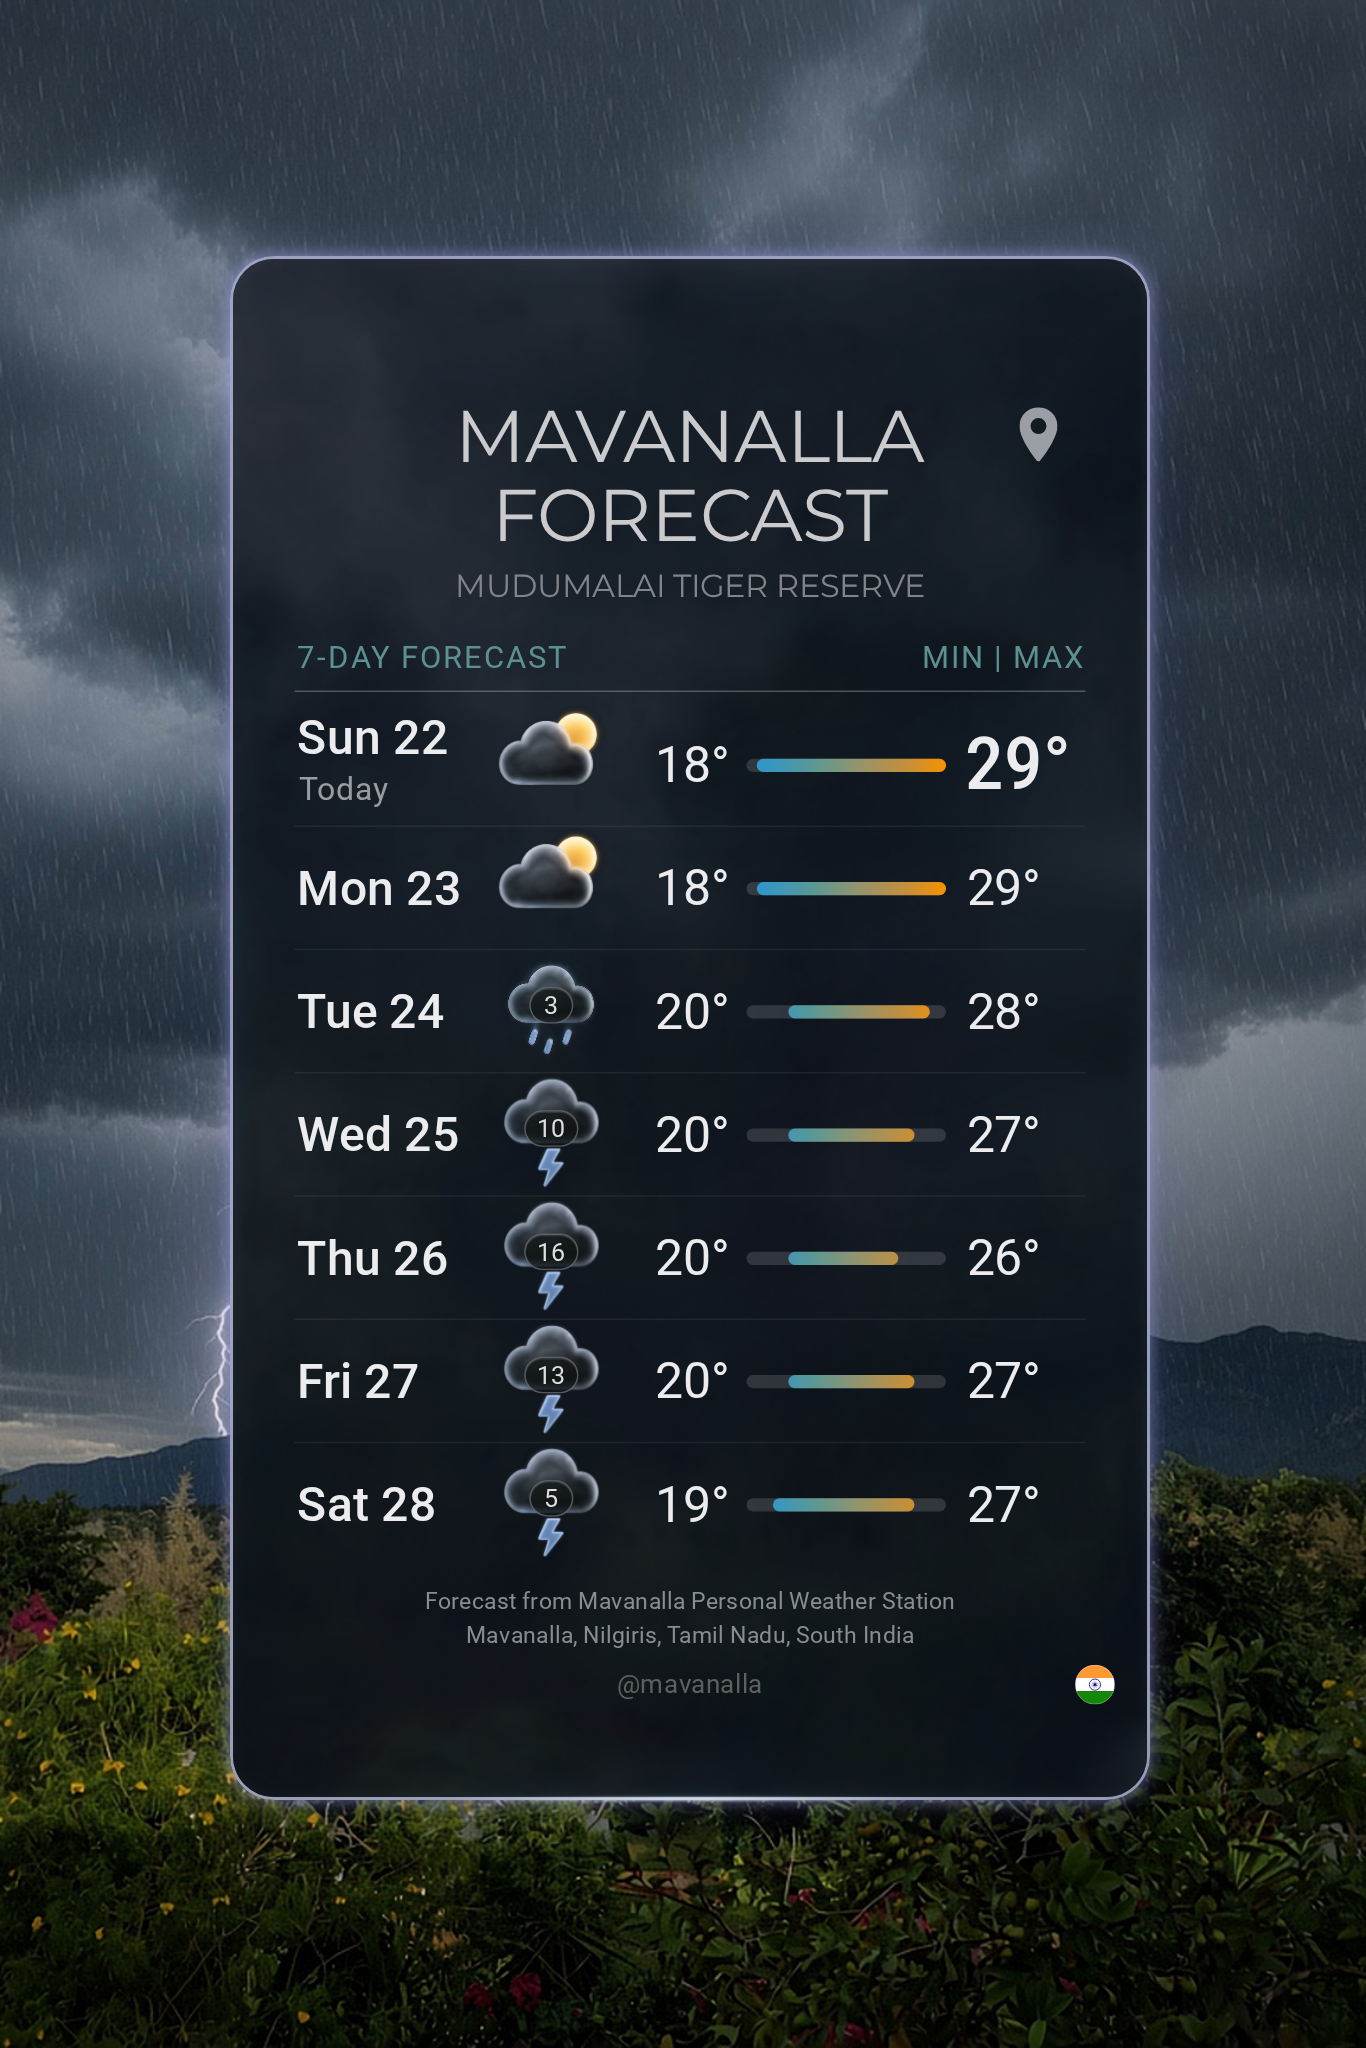 MAVANALLA
FORECAST
MUDUMALAI TIGER RESERVE
7-DAY FORECAST MIN | MAX
Sun 22 18° 29°
Today
Mon 23 18° 29°
Tue 24 3 20° 28°
Wed 25 10 20° 27°
Thu 26 16 20° 26°
Fri 27 13 20° 27°
Sat 28 5 19° 27°
Forecast from Mavanalla Personal Weather Station
Mavanalla, Nilgiris, Tamil Nadu, South India
@mavanalla